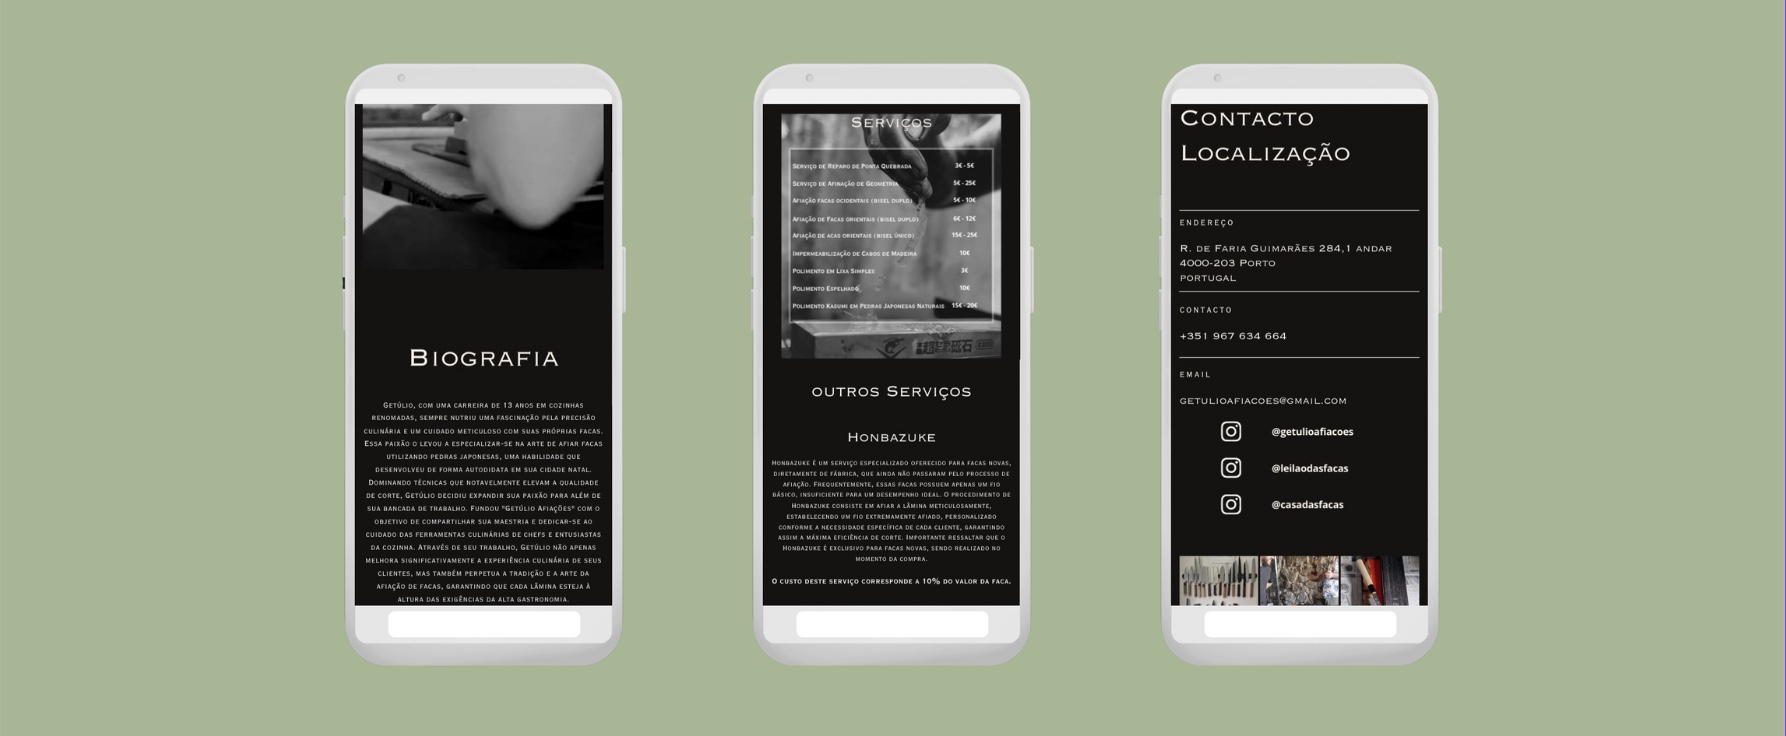 Biografia
Getúlio, com uma carreira de 13 anos em cozinhas
renomadas, sempre nutriu uma fascinação pela precisão
culinária e um cuidado meticuloso com suas próprias facas.
Essa paixão o levou a especializar-se na arte de afiar facas
utilizando pedras japonesas, uma habilidade que
desenvolveu de forma autodidata em sua cidade natal.
Dominando técnicas que notavelmente elevam a qualidade
de corte, Getúlio decidiu expandir sua paixão para além de
sua bancada de trabalho. Fundou "Getúlio Afiações" com o
objetivo de compartilhar sua maestria e dedicar-se ao
cuidado das ferramentas culinárias de chefs e entusiastas
da cozinha. Através de seu trabalho, Getúlio não apenas
melhora significativamente a experiência culinária de seus
clientes, mas também perpetua a tradição e a arte da
afiação de facas, garantindo que cada lâmina esteja à
altura das exigências da alta gastronomia.
Serviços
Serviço de Reparo de Ponta Quebrada 3€ - 5€
Serviço de Afinação de Geometria 5€ - 25€
Afiação facas ocidentais (bisel duplo) 5€ - 10€
Afiação de Facas orientais (bisel duplo) 6€ - 12€
Afiação de acas orientais (bisel único) 15€ - 25€
Impermeabilização de Cabos de Madeira 10€
Polimento em Lixa Simples 3€
Polimento Espelhado 10€
Polimento Kasumi em Pedras Japonesas Naturais 15€ - 20€
outros Serviços
Honbazuke
Honbazuke é um serviço especializado oferecido para facas novas,
diretamente de fábrica, que ainda não passaram pelo processo de
afiação. Frequentemente, essas facas possuem apenas um fio
básico, insuficiente para um desempenho ideal. O procedimento de
Honbazuke consiste em afiar a lâmina meticulosamente,
estabelecendo um fio extremamente afiado, personalizado
conforme a necessidade específica de cada cliente, garantindo
assim a máxima eficiência de corte. Importante ressaltar que o
Honbazuke é exclusivo para facas novas, sendo realizado no
momento da compra.
O custo deste serviço corresponde a 10% do valor da faca.
Contacto
Localização
ENDEREÇO
R. de Faria Guimarães 284,1 andar
4000-203 Porto
portugal
CONTACTO
+351 967 634 664
EMAIL
getulioafiacoes@gmail.com
@getulioafiacoes
@leilaodasfacas
@casadasfacas